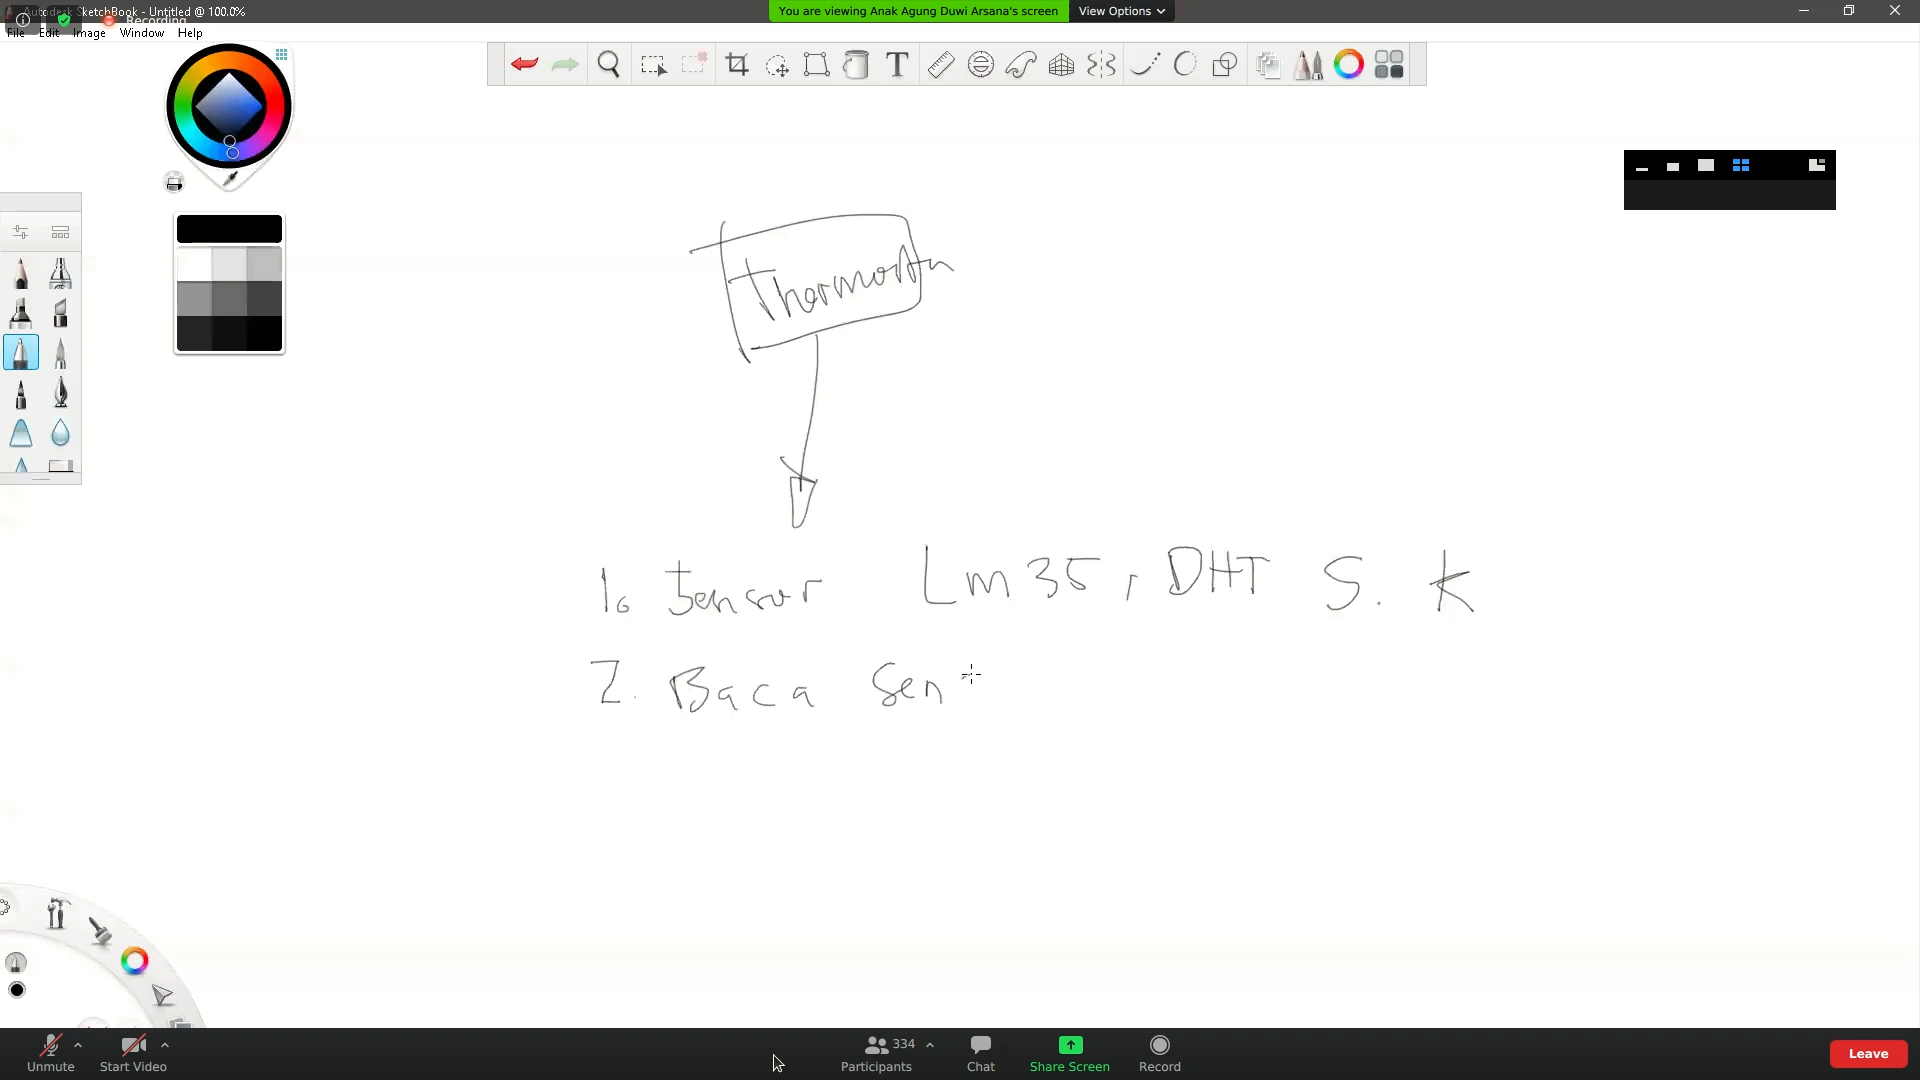 Autodesk SketchBook - Untitled @ 100.0%
Recording
You are viewing Anak Agung Duwi Arsana's screen
View Options
File Edit Image Window Help
T
Thermosta
1. Sensor Lm35, DHT S. K
2. Baca Sen
Unmute
Start Video
334
Participants
Chat
Share Screen
Record
Leave